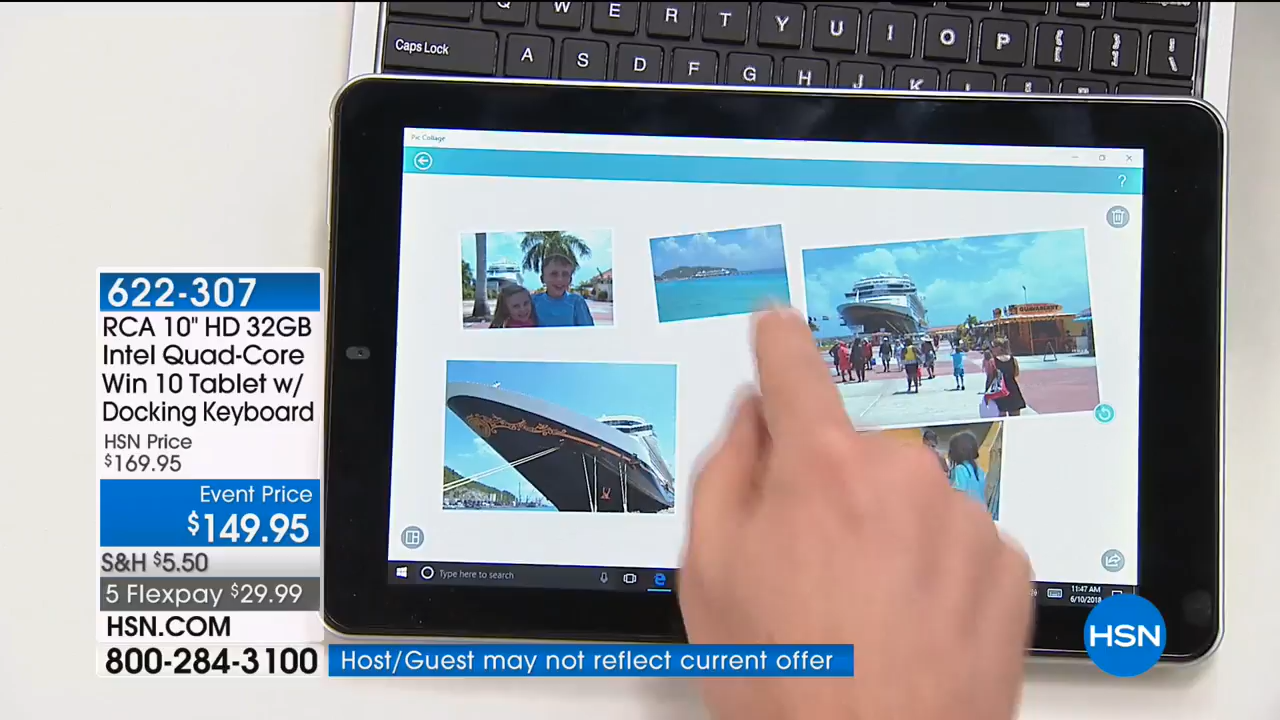 Q W E R T Y U I O P
Caps Lock A S D F G H J K
Pic Collage
?
622-307
RCA 10" HD 32GB
Intel Quad-Core
Win 10 Tablet w/
Docking Keyboard
HSN Price
$169.95
Event Price
$149.95
S&H $5.50
5 Flexpay $29.99
HSN.COM
800-284-3100
Type here to search
11:47 AM
6/10/2018
Host/Guest may not reflect current offer
HSN